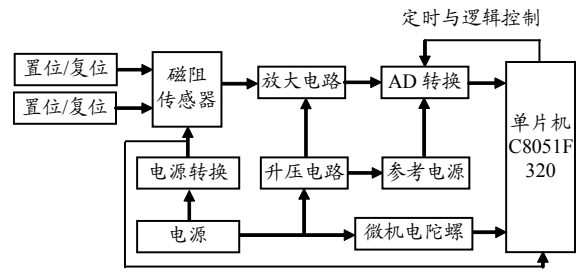 定时与逻辑控制
置位/复位
置位/复位
磁阻
传感器
放大电路
AD 转换
单片机
C8051F
320
电源转换
升压电路
参考电源
电源
微机电陀螺